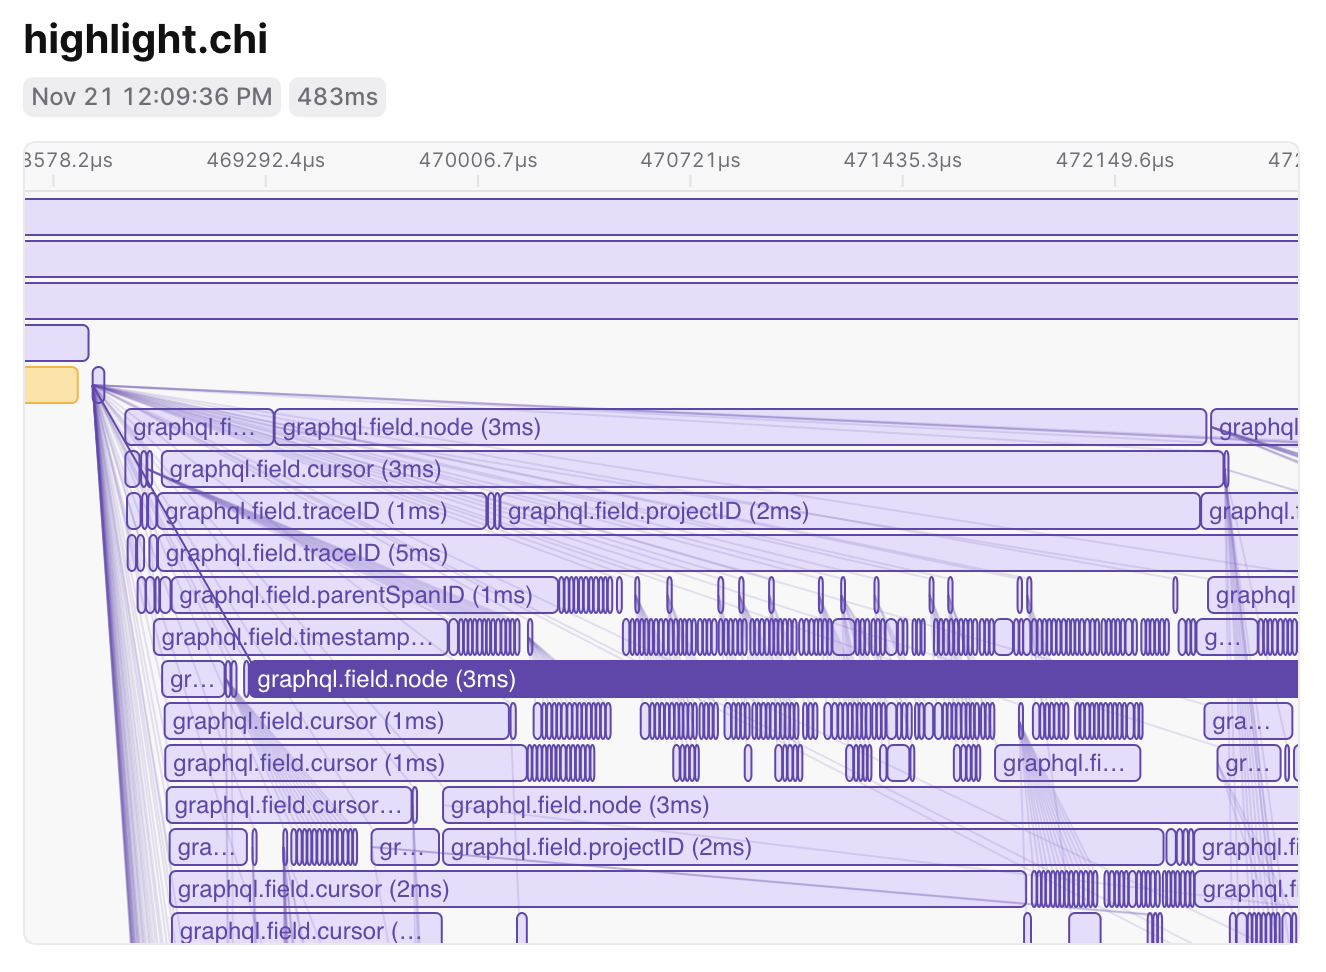 highlight.chi
Nov 21 12:09:36 PM 483ms
3578.2µs 469292.4µs 470006.7µs 470721µs 471435.3µs 472149.6µs 472
graphql.fi… graphql.field.node (3ms) graphql
graphql.field.cursor (3ms)
graphql.field.traceID (1ms) graphql.field.projectID (2ms) graphql.f
graphql.field.traceID (5ms)
graphql.field.parentSpanID (1ms) graphql
graphql.field.timestamp… g…
gr… graphql.field.node (3ms)
graphql.field.cursor (1ms) gra…
graphql.field.cursor (1ms) graphql.fi… gr…
graphql.field.cursor… graphql.field.node (3ms)
gra… gr… graphql.field.projectID (2ms) graphql.fi
graphql.field.cursor (2ms) graphql.f
graphql.field.cursor (…